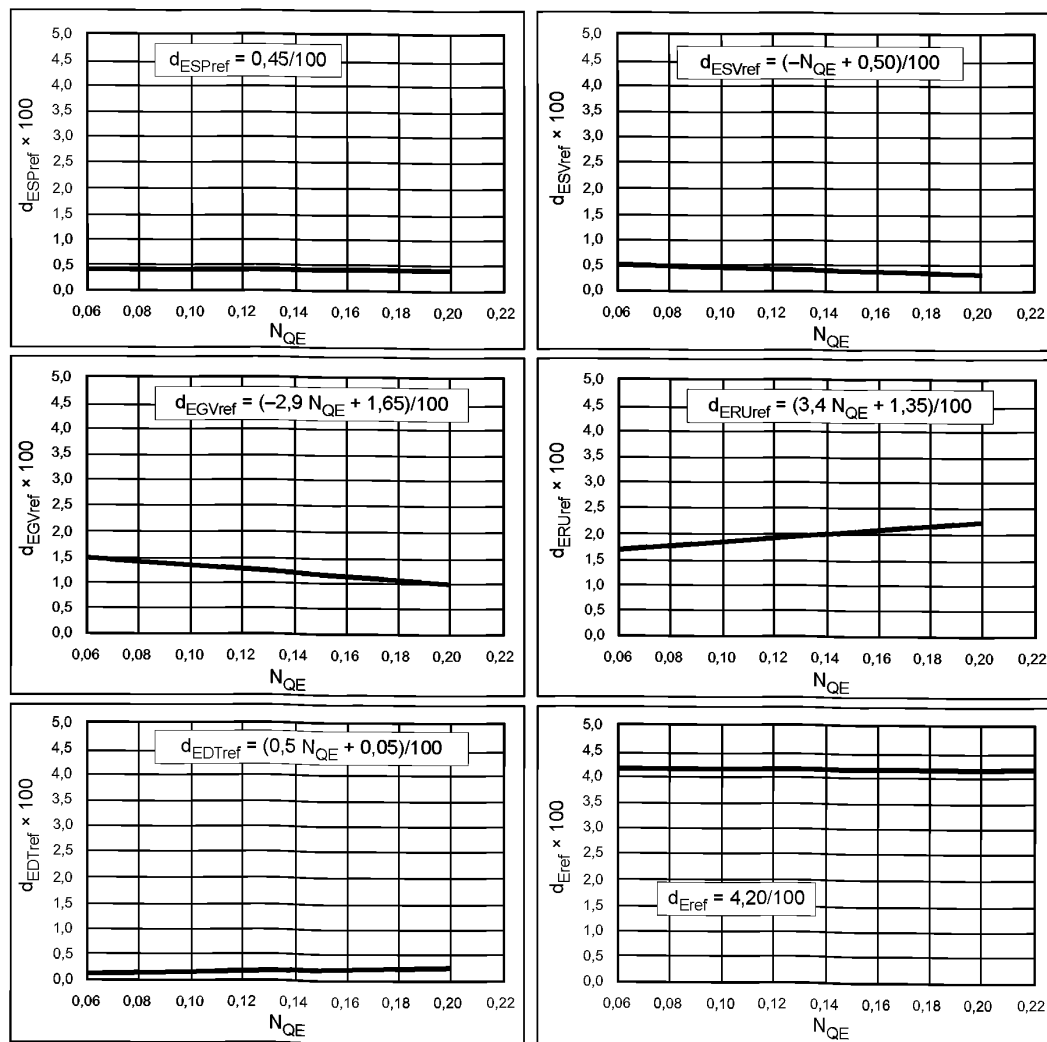 d_ESPref × 100
5,0
4,5
4,0
3,5
3,0
2,5
2,0
1,5
1,0
0,5
0,0
d_ESPref = 0,45/100
0,06 0,08 0,10 0,12 0,14 0,16 0,18 0,20 0,22
N_QE
d_ESVref × 100
5,0
4,5
4,0
3,5
3,0
2,5
2,0
1,5
1,0
0,5
0,0
d_ESVref = (–N_QE + 0,50)/100
0,06 0,08 0,10 0,12 0,14 0,16 0,18 0,20 0,22
N_QE
d_EGVref × 100
5,0
4,5
4,0
3,5
3,0
2,5
2,0
1,5
1,0
0,5
0,0
d_EGVref = (–2,9 N_QE + 1,65)/100
0,06 0,08 0,10 0,12 0,14 0,16 0,18 0,20 0,22
N_QE
d_ERUref × 100
5,0
4,5
4,0
3,5
3,0
2,5
2,0
1,5
1,0
0,5
0,0
d_ERUref = (3,4 N_QE + 1,35)/100
0,06 0,08 0,10 0,12 0,14 0,16 0,18 0,20 0,22
N_QE
d_EDTref × 100
5,0
4,5
4,0
3,5
3,0
2,5
2,0
1,5
1,0
0,5
0,0
d_EDTref = (0,5 N_QE + 0,05)/100
0,06 0,08 0,10 0,12 0,14 0,16 0,18 0,20 0,22
N_QE
d_Eref × 100
5,0
4,5
4,0
3,5
3,0
2,5
2,0
1,5
1,0
0,5
0,0
d_Eref = 4,20/100
0,06 0,08 0,10 0,12 0,14 0,16 0,18 0,20 0,22
N_QE